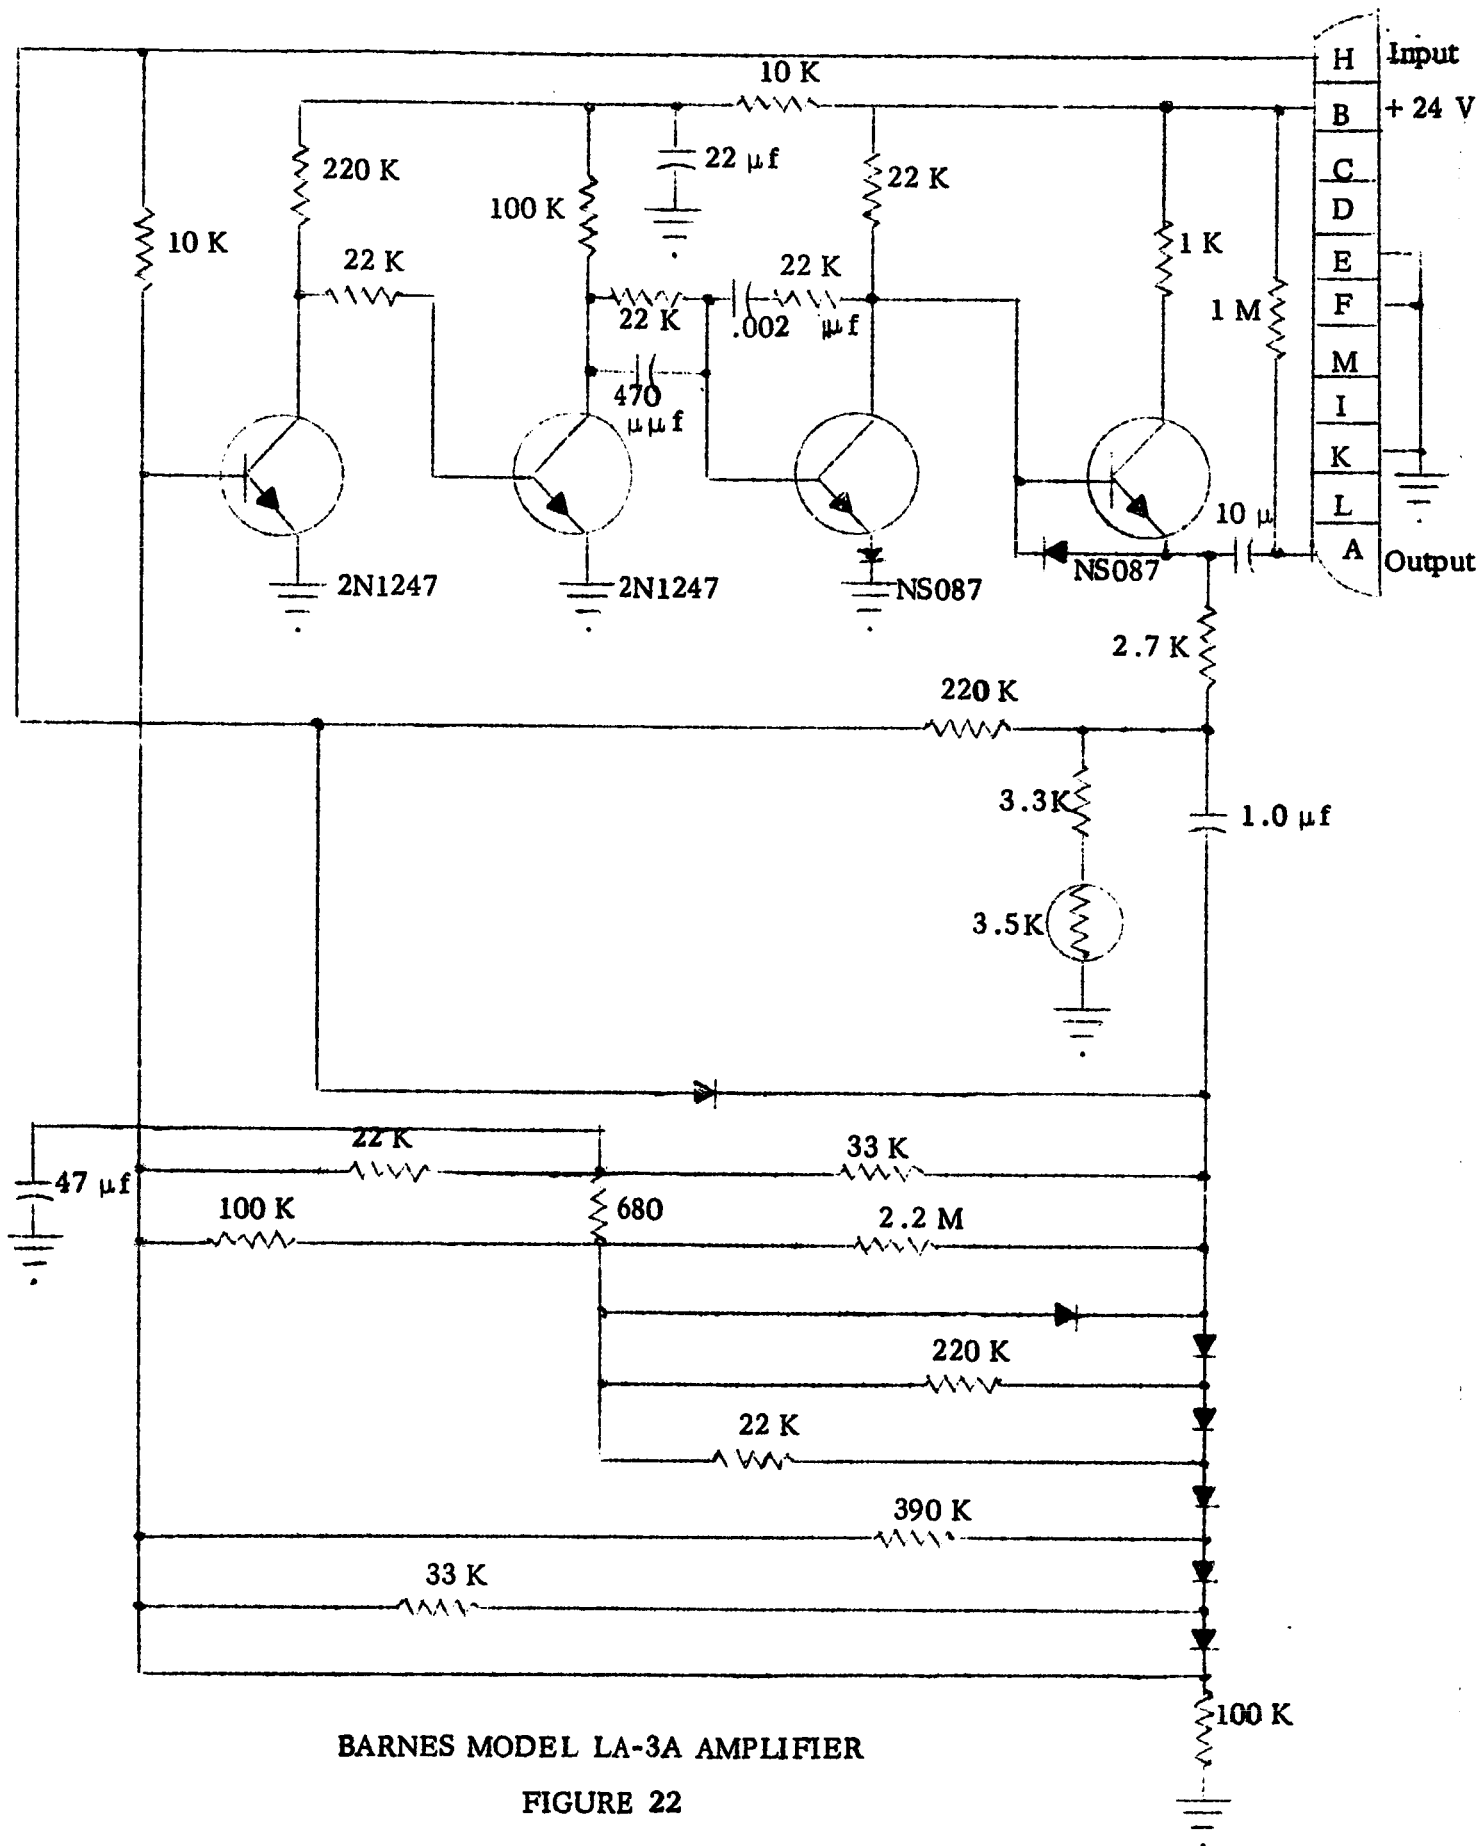 H Input
10 K
B + 24 V
220 K
22 µf
22 K
C
100 K
D
10 K
1 K
E
22 K
22 K
1 M
F
22 K
.002 µf
M
470
µµf
I
K
L
10 µ
A Output
2N1247
2N1247
NS087
NS087
2.7 K
220 K
3.3K
1.0 µf
3.5K
22 K
33 K
47 µf
100 K
680
2.2 M
220 K
22 K
390 K
33 K
100 K
BARNES MODEL LA-3A AMPLIFIER
FIGURE 22